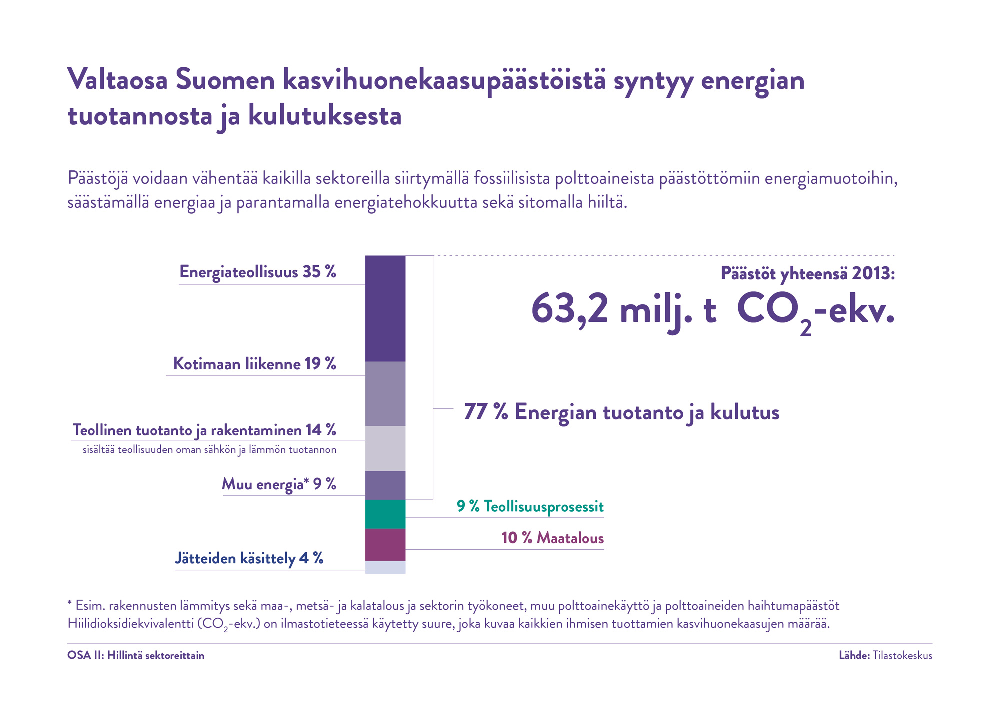 Valtaosa Suomen kasvihuonekaasupäästöistä syntyy energian
tuotannosta ja kulutuksesta
Päästöjä voidaan vähentää kaikilla sektoreilla siirtymällä fossiilisista polttoaineista päästöttömiin energiamuotoihin,
säästämällä energiaa ja parantamalla energiatehokkuutta sekä sitomalla hiiltä.
Energiateollisuus 35 %
Päästöt yhteensä 2013:
63,2 milj. t CO2-ekv.
Kotimaan liikenne 19 %
77 % Energian tuotanto ja kulutus
Teollinen tuotanto ja rakentaminen 14 %
sisältää teollisuuden oman sähkön ja lämmön tuotannon
Muu energia* 9 %
9 % Teollisuusprosessit
10 % Maatalous
Jätteiden käsittely 4 %
* Esim. rakennusten lämmitys sekä maa-, metsä- ja kalatalous ja sektorin työkoneet, muu polttoainekäyttö ja polttoaineiden haihtumapäästöt
Hiilidioksidiekvivalentti (CO2-ekv.) on ilmastotieteessä käytetty suure, joka kuvaa kaikkien ihmisen tuottamien kasvihuonekaasujen määrää.
OSA II: Hillintä sektoreittain
Lähde: Tilastokeskus